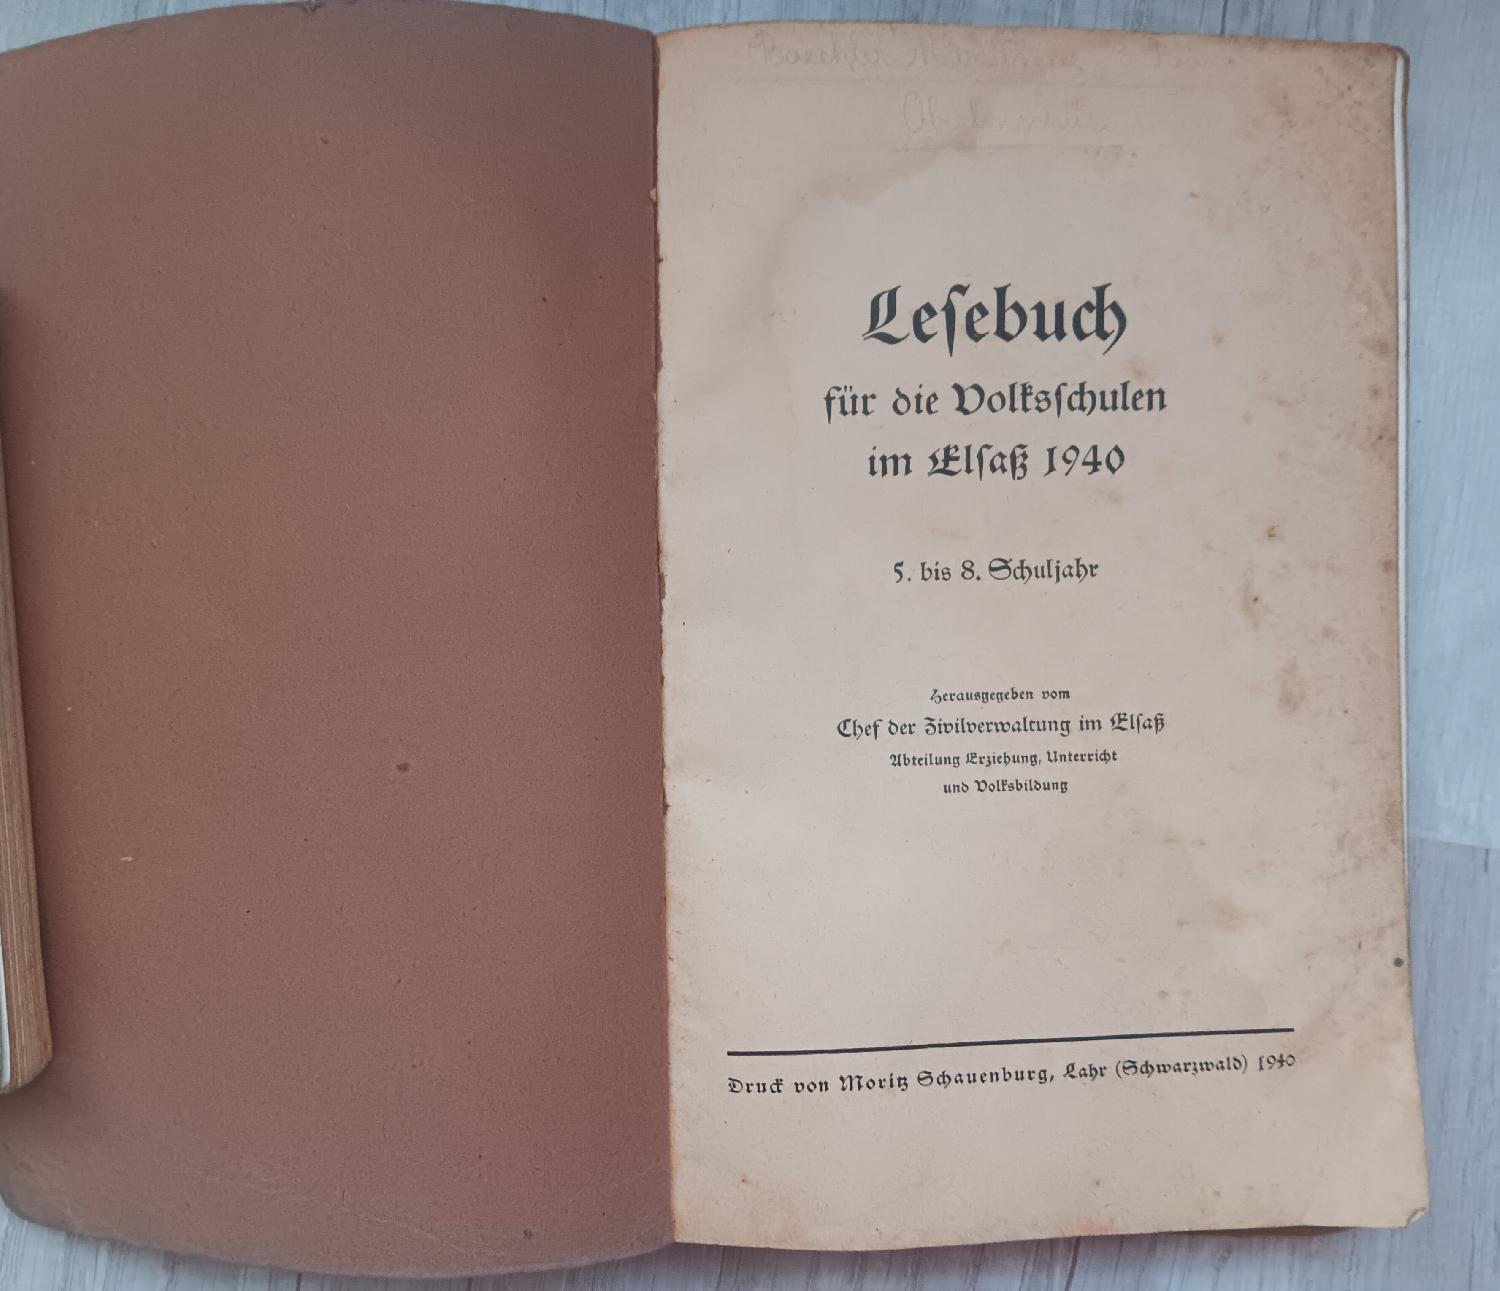 Leſebuch
für die Volksſchulen
im Elſaß 1940
5. bis 8. Schuljahr
Herausgegeben vom
Chef der Zivilverwaltung im Elſaß
Abteilung Erziehung, Unterricht
und Volksbildung
Druck von Moritz Schauenburg, Lahr (Schwarzwald) 1940